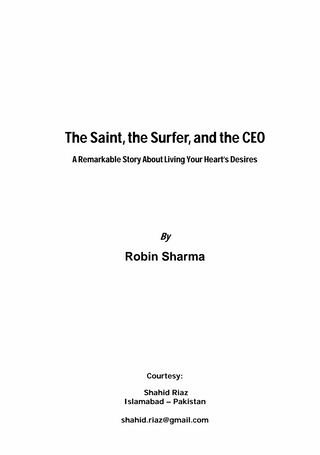 The Saint, the Surfer, and the CEO
A Remarkable Story About Living Your Heart's Desires
By
Robin Sharma
Courtesy:
Shahid Riaz
Islamabad – Pakistan
shahid.riaz@gmail.com